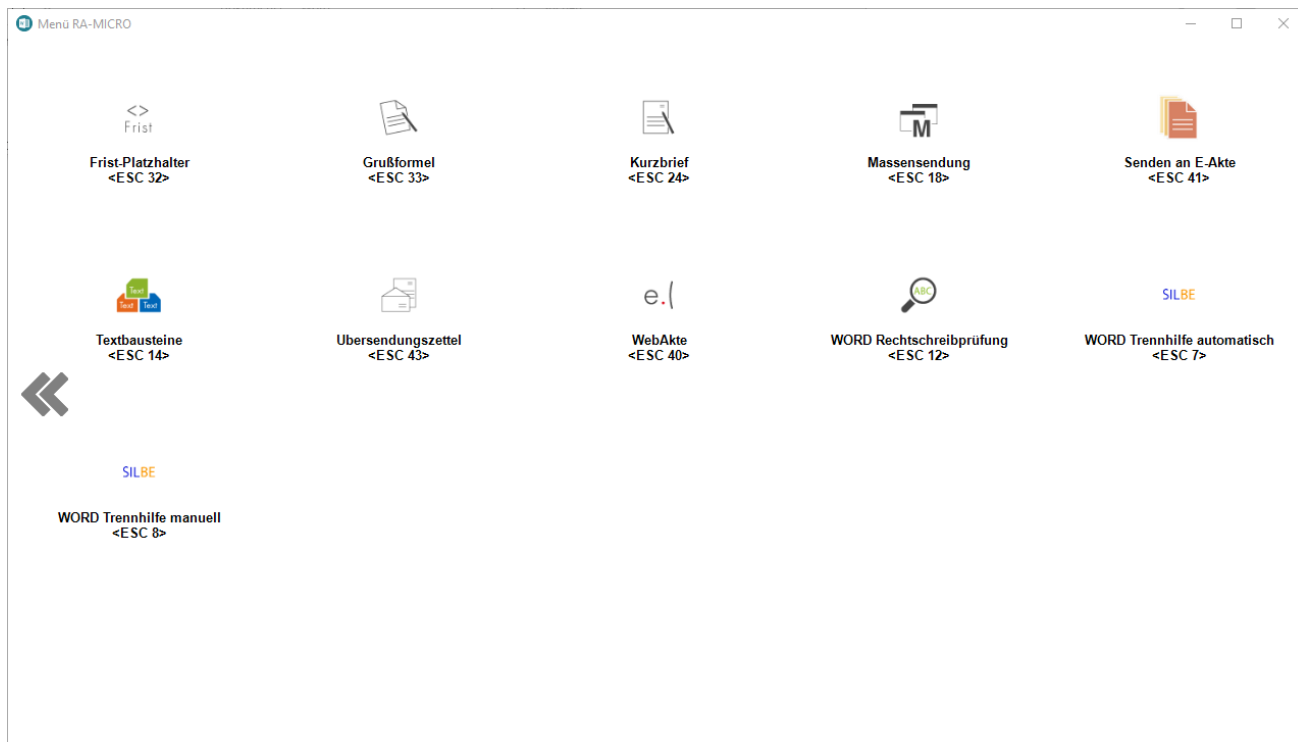 Menü RA-MICRO
<>
Frist
Frist-Platzhalter
<ESC 32>
Grußformel
<ESC 33>
Kurzbrief
<ESC 24>
M
Massensendung
<ESC 18>
Senden an E-Akte
<ESC 41>
Text
Text Text
Textbausteine
<ESC 14>
Übersendungszettel
<ESC 43>
e.(
WebAkte
<ESC 40>
ABC
WORD Rechtschreibprüfung
<ESC 12>
SILBE
WORD Trennhilfe automatisch
<ESC 7>
SILBE
WORD Trennhilfe manuell
<ESC 8>